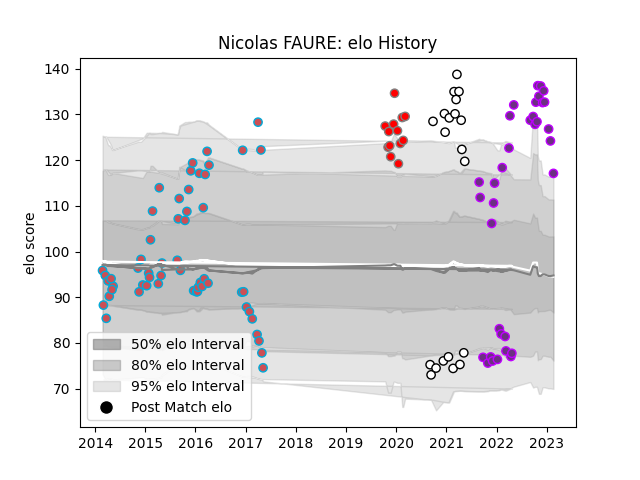 Nicolas FAURE: elo History
elo score
140
130
120
110
100
90
80
70
50% elo Interval
80% elo Interval
95% elo Interval
Post Match elo
2014 2015 2016 2017 2018 2019 2020 2021 2022 2023